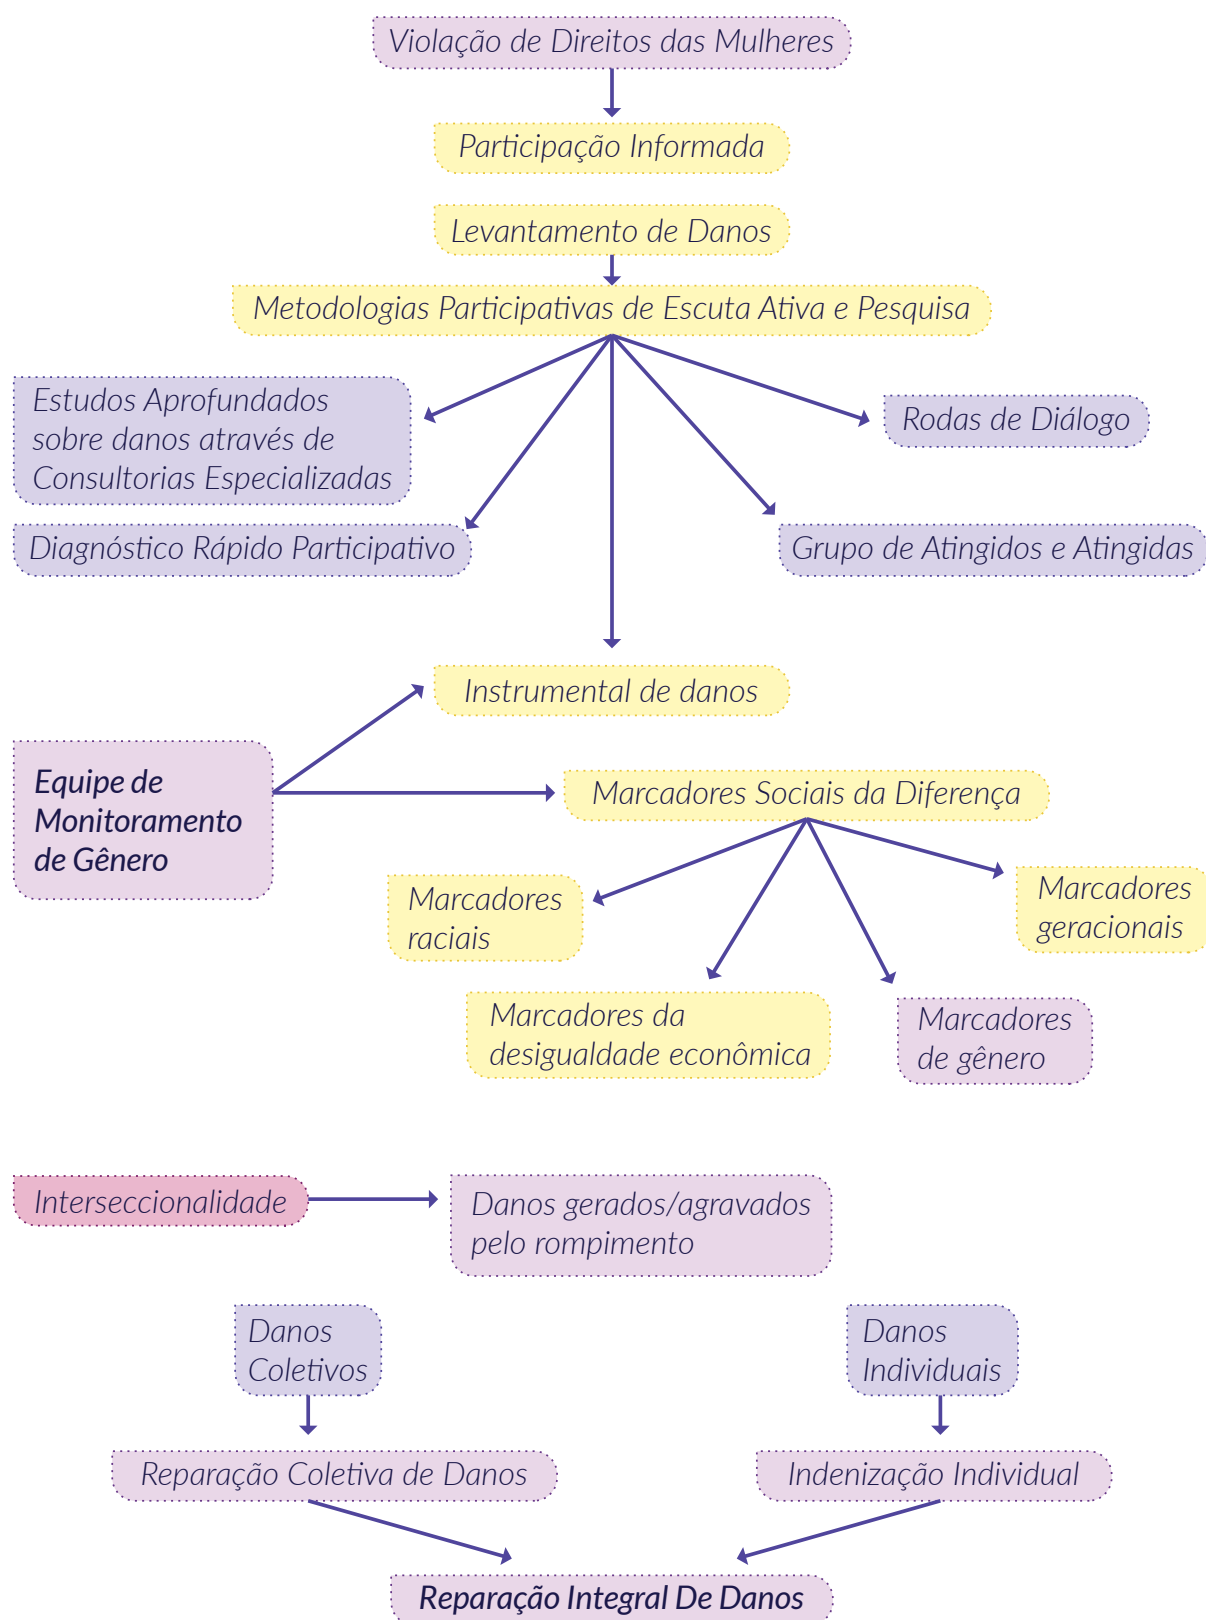 Violação de Direitos das Mulheres
Participação Informada
Levantamento de Danos
Metodologias Participativas de Escuta Ativa e Pesquisa
Estudos Aprofundados
sobre danos através de
Consultorias Especializadas
Rodas de Diálogo
Diagnóstico Rápido Participativo
Grupo de Atingidos e Atingidas
Instrumental de danos
Equipe de
Monitoramento
de Gênero
Marcadores Sociais da Diferença
Marcadores
raciais
Marcadores
geracionais
Marcadores da
desigualdade econômica
Marcadores
de gênero
Interseccionalidade
Danos gerados/agravados
pelo rompimento
Danos
Coletivos
Danos
Individuais
Reparação Coletiva de Danos
Indenização Individual
Reparação Integral De Danos